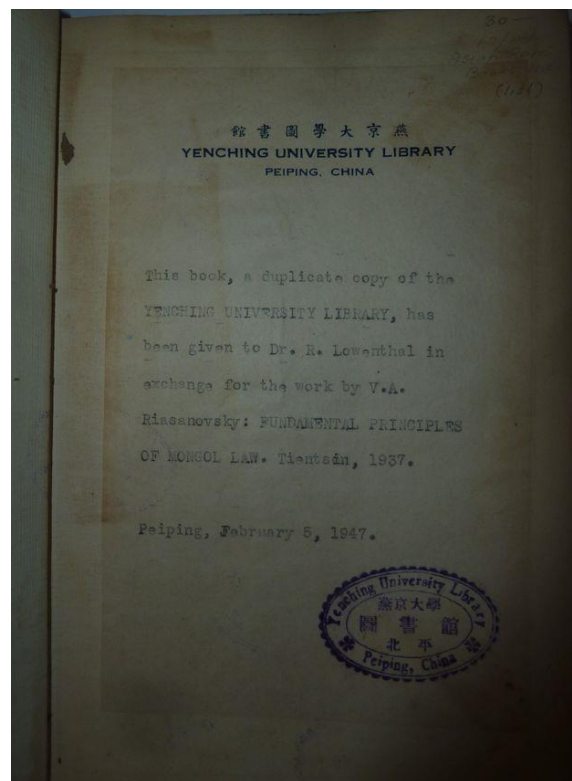 30—
(1,36)
館書圖學大京燕
YENCHING UNIVERSITY LIBRARY
PEIPING, CHINA
This book, a duplicate copy of the
YENCHING UNIVERSITY LIBRARY, has
been given to Dr. R. Lowenthal in
exchange for the work by V.A.
Riasanovsky: FUNDAMENTAL PRINCIPLES
OF MONGOL LAW. Tientsin, 1937.
Peiping, February 5, 1947.
Yenching University Library
燕京大學
圖書館
北平
Peiping, China